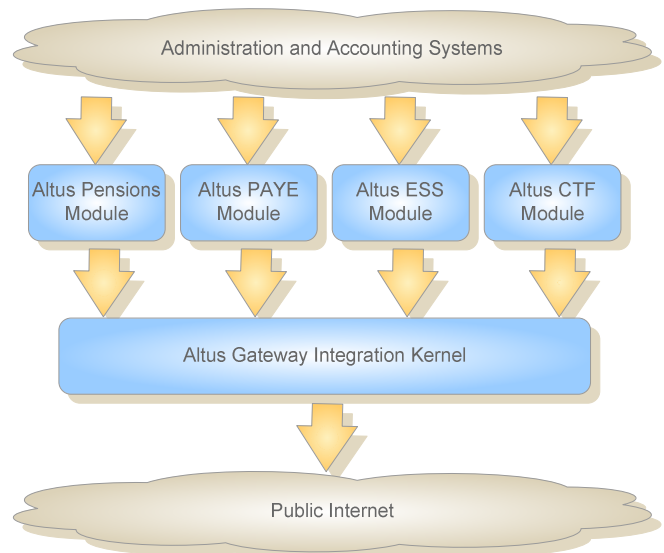 Administration and Accounting Systems
Altus Pensions
Module
Altus PAYE
Module
Altus ESS
Module
Altus CTF
Module
Altus Gateway Integration Kernel
Public Internet